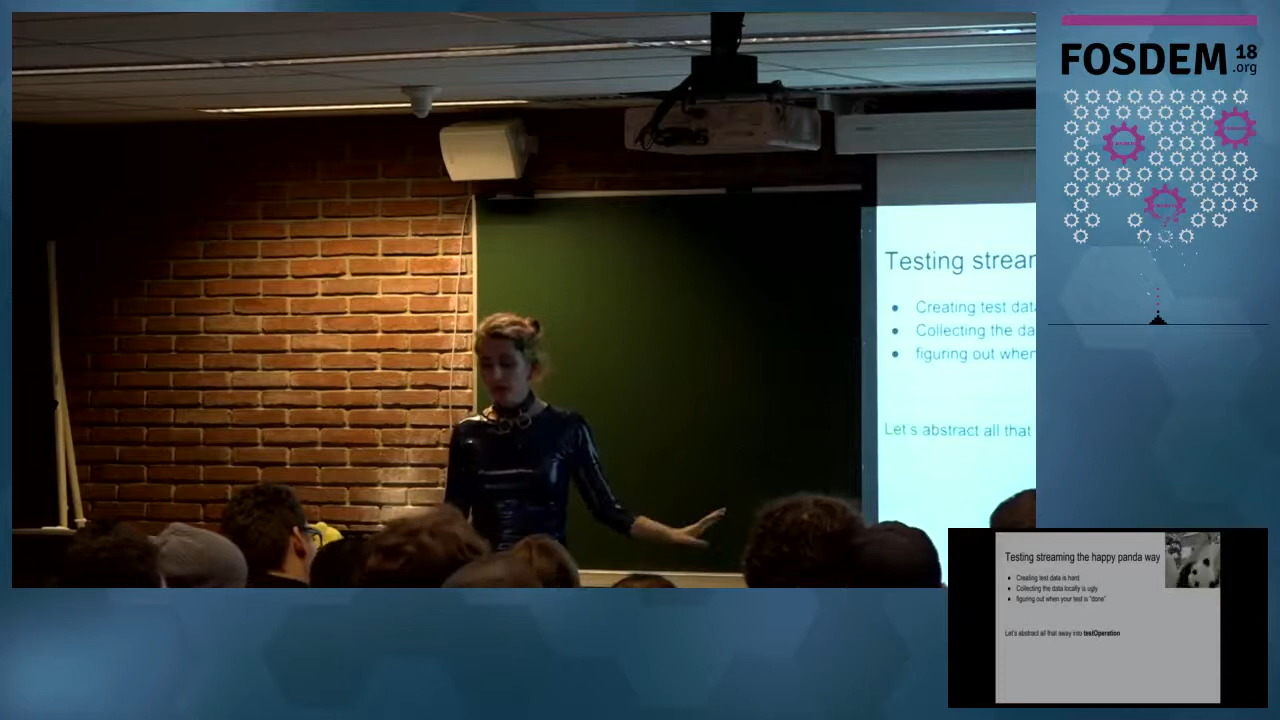 FOSDEM 18
.org
Testing strear
Creating test data
Collecting the da
figuring out when
Let's abstract all that
Testing streaming the happy panda way
Creating test data is hard
Collecting the data locally is ugly
figuring out when your test is "done"
Let's abstract all that away into testOperation